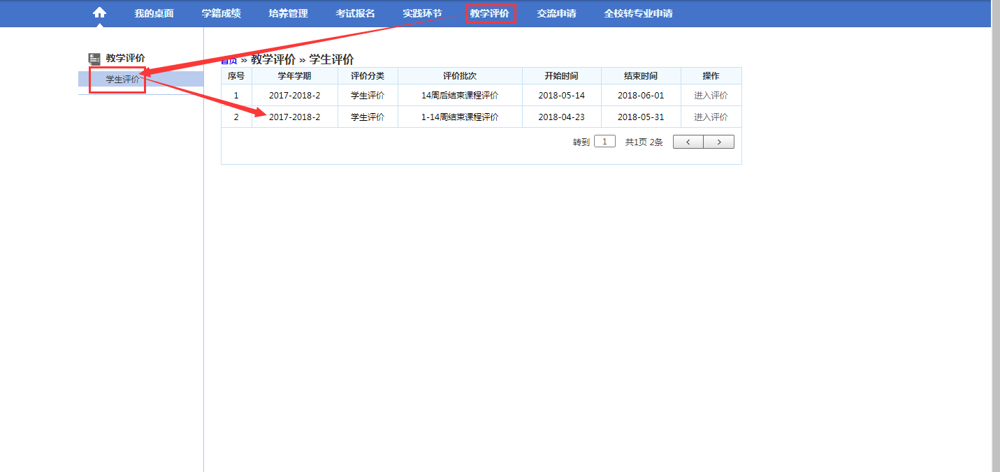 我的桌面 学籍成绩 培养管理 考试报名 实践环节 教学评价 交流申请 全校转专业申请
教学评价
学生评价
首页 » 教学评价 » 学生评价
序号 学年学期 评价分类 评价批次 开始时间 结束时间 操作
1 2017-2018-2 学生评价 14周后结束课程评价 2018-05-14 2018-06-01 进入评价
2 2017-2018-2 学生评价 1-14周结束课程评价 2018-04-23 2018-05-31 进入评价
转到 1 共1页 2条 < >